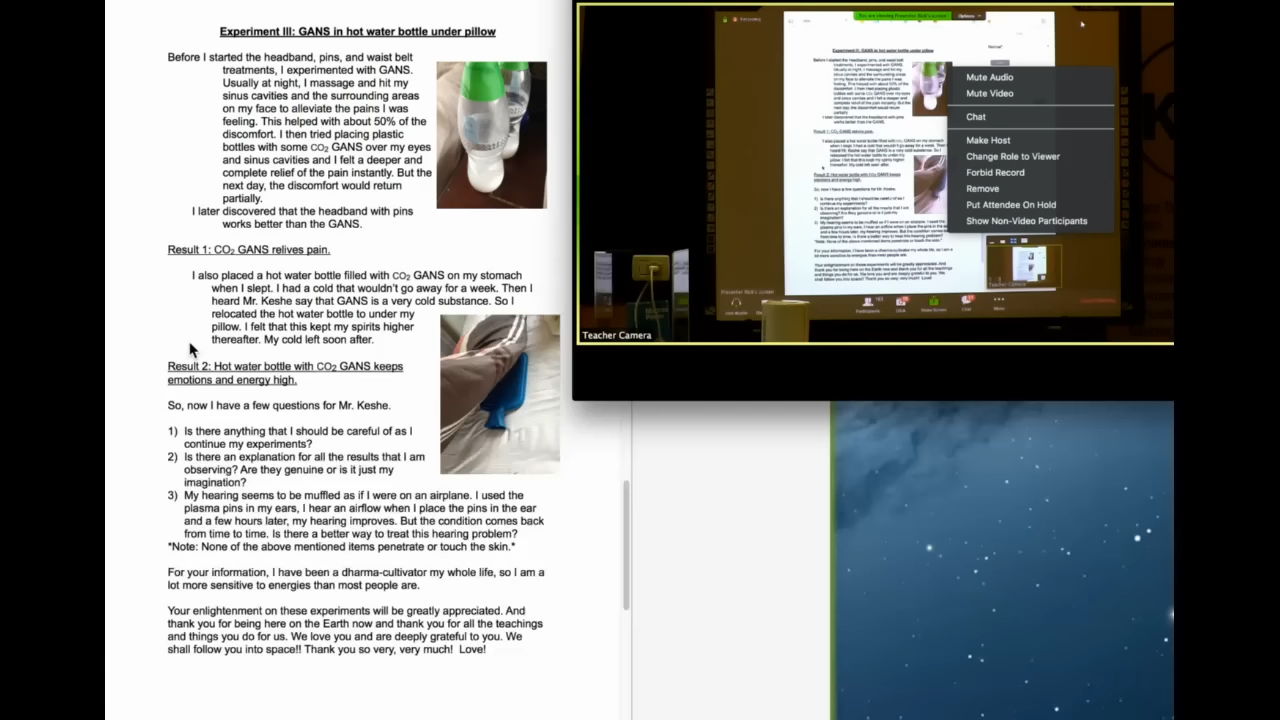 Experiment III: GANS in hot water bottle under pillow
Before I started the headband, pins, and waist belt
treatments, I experimented with GANS.
Usually at night, I massage and hit my
sinus cavities and the surrounding areas
on my face to alleviate the pains I was
feeling. This helped with about 50% of the
discomfort. I then tried placing plastic
bottles with some CO2 GANS over my eyes
and sinus cavities and I felt a deeper and
complete relief of the pain instantly. But the
next day, the discomfort would return
partially.
I later discovered that the headband with pins
works better than the GANS.
Result 1: CO2 GANS relives pain.
I also placed a hot water bottle filled with CO2 GANS on my stomach
when I slept. I had a cold that wouldn't go away for a week. Then I
heard Mr. Keshe say that GANS is a very cold substance. So I
relocated the hot water bottle to under my
pillow. I felt that this kept my spirits higher
thereafter. My cold left soon after.
Result 2: Hot water bottle with CO2 GANS keeps
emotions and energy high.
So, now I have a few questions for Mr. Keshe.
1) Is there anything that I should be careful of as I
continue my experiments?
2) Is there an explanation for all the results that I am
observing? Are they genuine or is it just my
imagination?
3) My hearing seems to be muffled as if I were on an airplane. I used the
plasma pins in my ears, I hear an airflow when I place the pins in the ear
and a few hours later, my hearing improves. But the condition comes back
from time to time. Is there a better way to treat this hearing problem?
*Note: None of the above mentioned items penetrate or touch the skin.*
For your information, I have been a dharma-cultivator my whole life, so I am a
lot more sensitive to energies than most people are.
Your enlightenment on these experiments will be greatly appreciated. And
thank you for being here on the Earth now and thank you for all the teachings
and things you do for us. We love you and are deeply grateful to you. We
shall follow you into space!! Thank you so very, very much! Love!
Mute Audio
Mute Video
Chat
Make Host
Change Role to Viewer
Forbid Record
Remove
Put Attendee On Hold
Show Non-Video Participants
Teacher Camera